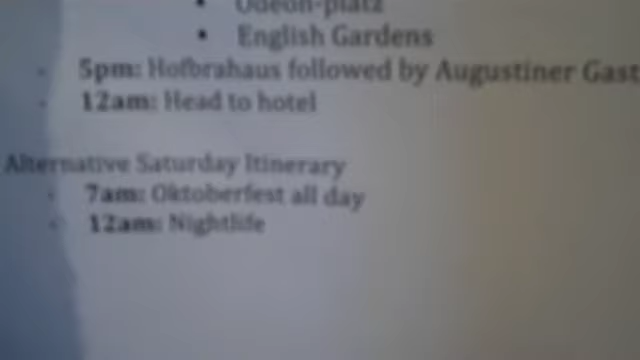 Odeon-platz
English Gardens
5pm: Hofbrahaus followed by Augustiner Gast
12am: Head to hotel
Alternative Saturday Itinerary
7am: Oktoberfest all day
12am: Nightlife